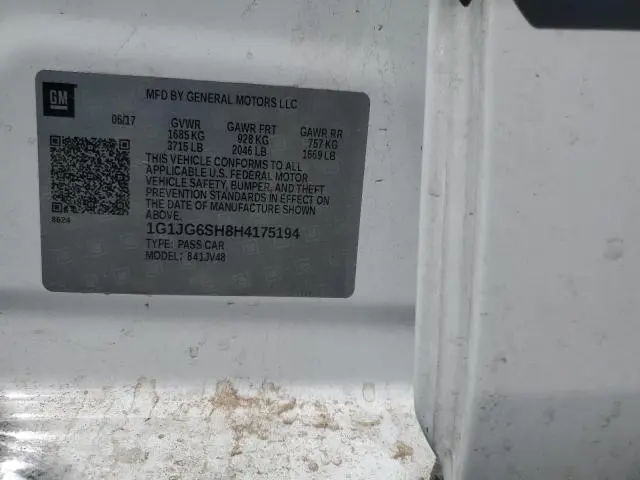 GM
MFD BY GENERAL MOTORS LLC
06/17 GVWR GAWR FRT GAWR RR
1685 KG 928 KG 757 KG
3715 LB 2046 LB 1669 LB
THIS VEHICLE CONFORMS TO ALL
APPLICABLE U.S. FEDERAL MOTOR
VEHICLE SAFETY, BUMPER, AND THEFT
PREVENTION STANDARDS IN EFFECT ON
THE DATE OF MANUFACTURE SHOWN
ABOVE.
8624
1G1JG6SH8H4175194
TYPE: PASS CAR
MODEL: 841JV48